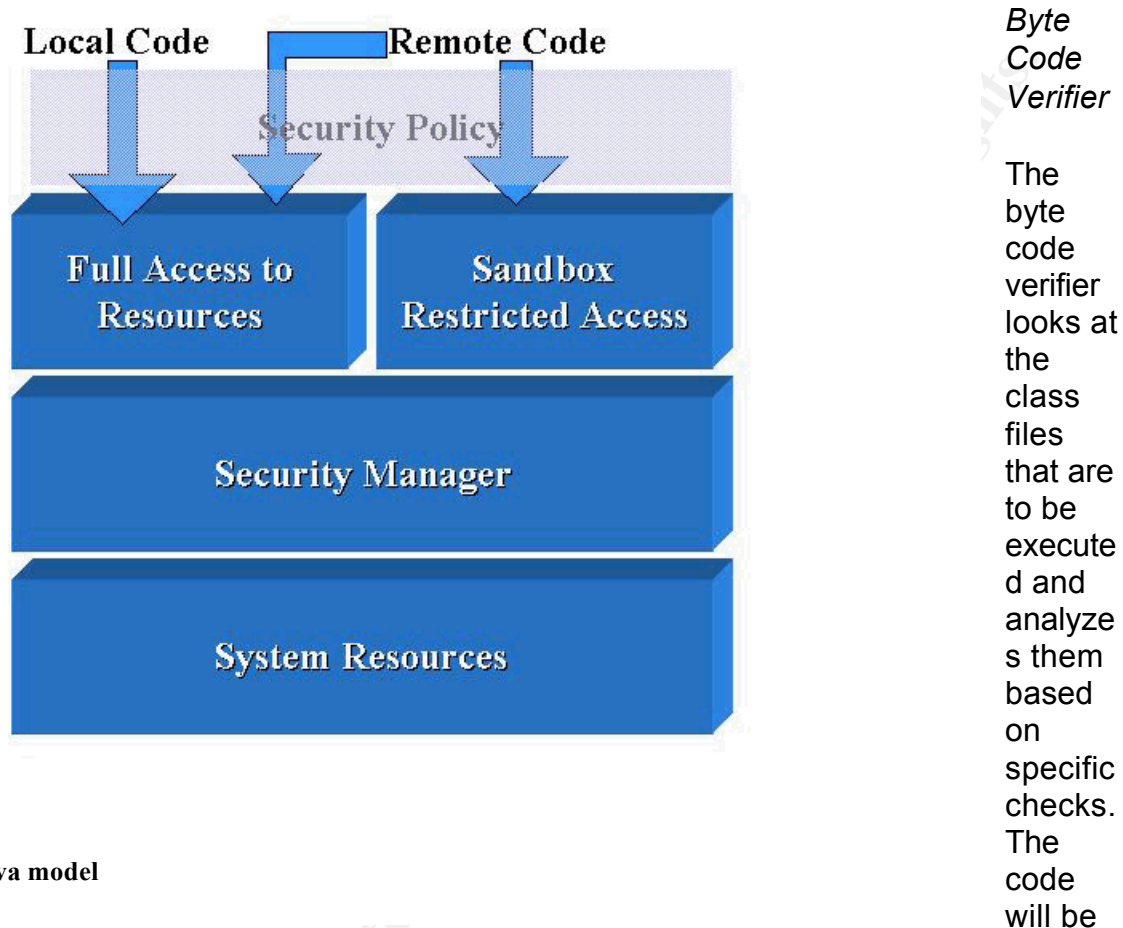 Local Code
Remote Code
Security Policy
Full Access to
Resources
Sandbox
Restricted Access
Security Manager
System Resources
va model
Byte
Code
Verifier
The
byte
code
verifier
looks at
the
class
files
that are
to be
execute
d and
analyze
s them
based
on
specific
checks.
The
code
will be